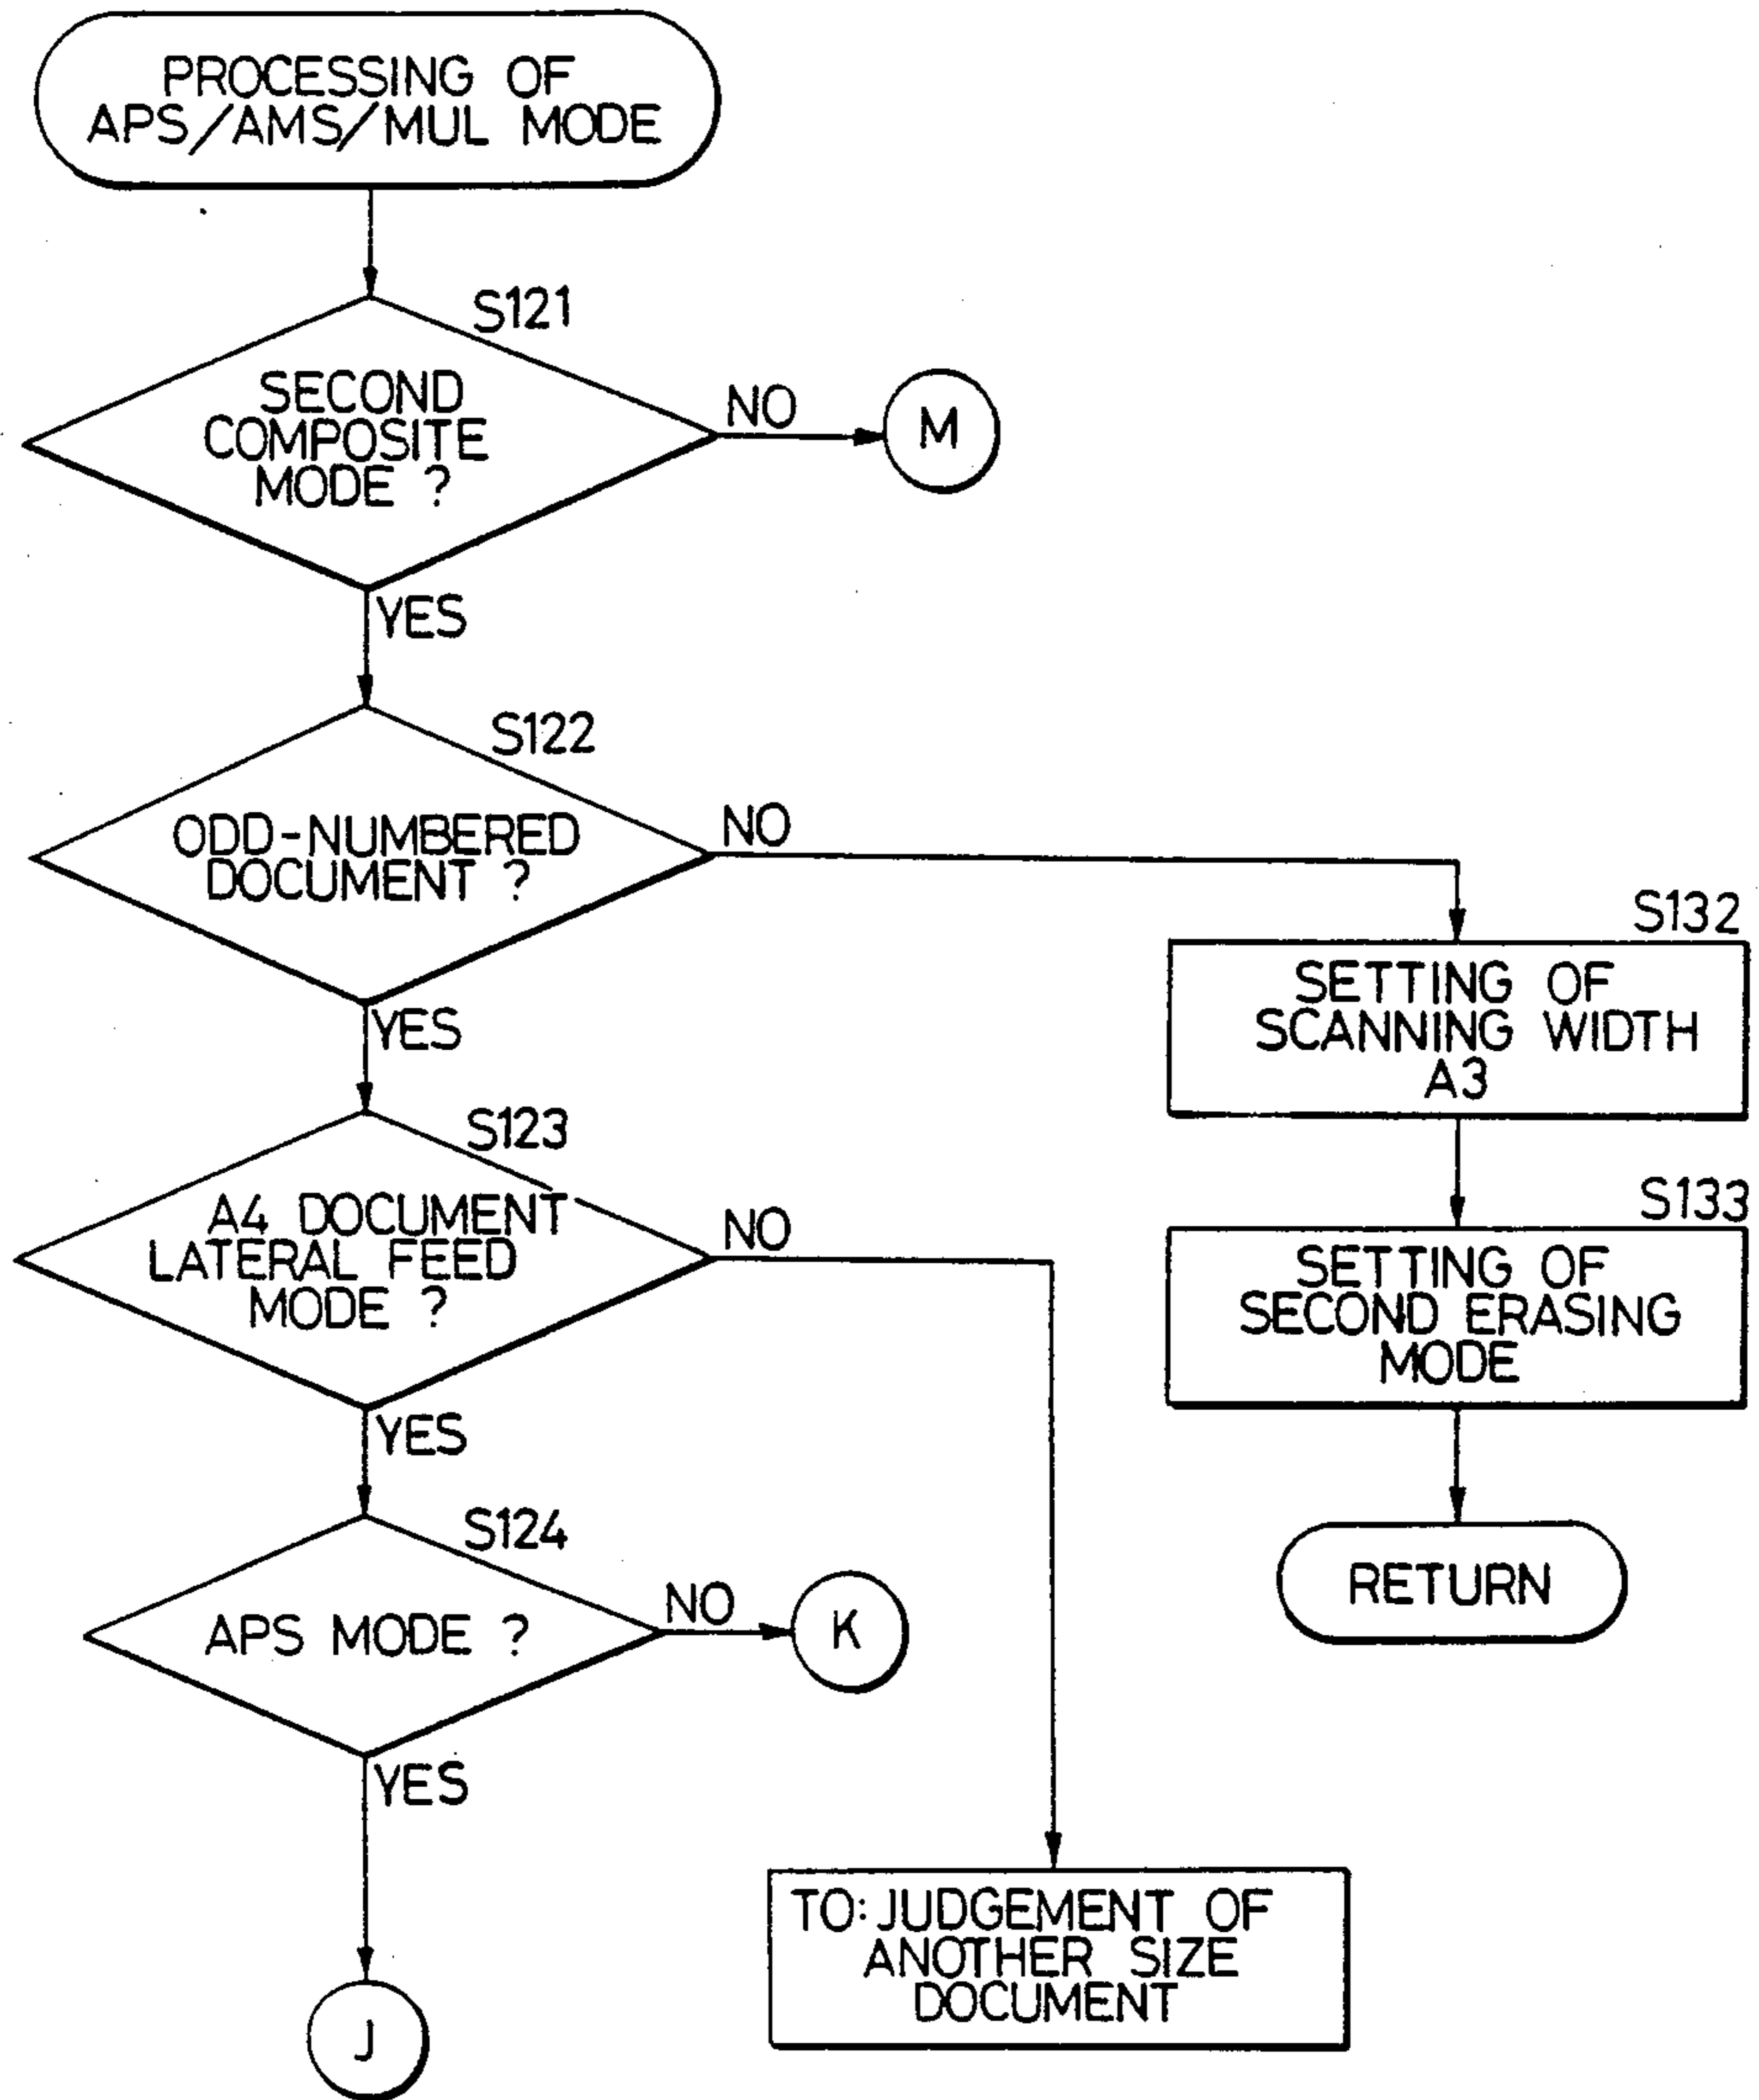 PROCESSING OF
APS/AMS/MUL MODE
S121
SECOND
COMPOSITE
MODE ?
NO
M
YES
S122
ODD-NUMBERED
DOCUMENT ?
NO
YES
S132
SETTING OF
SCANNING WIDTH
A3
S123
A4 DOCUMENT
LATERAL FEED
MODE ?
NO
YES
S133
SETTING OF
SECOND ERASING
MODE
RETURN
S124
APS MODE ?
NO
K
YES
J
TO: JUDGEMENT OF
ANOTHER SIZE
DOCUMENT